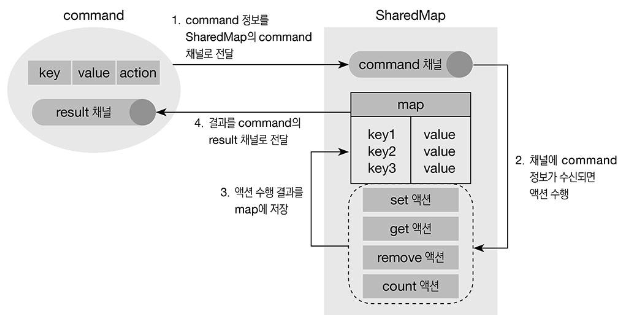 command
SharedMap
1. command 정보를
SharedMap의 command
채널로 전달
key value action
result 채널
command 채널
map
key1 value
key2 value
key3 value
4. 결과를 command의
result 채널로 전달
2. 채널에 command
정보가 수신되면
액션 수행
3. 액션 수행 결과를
map에 저장
set 액션
get 액션
remove 액션
count 액션